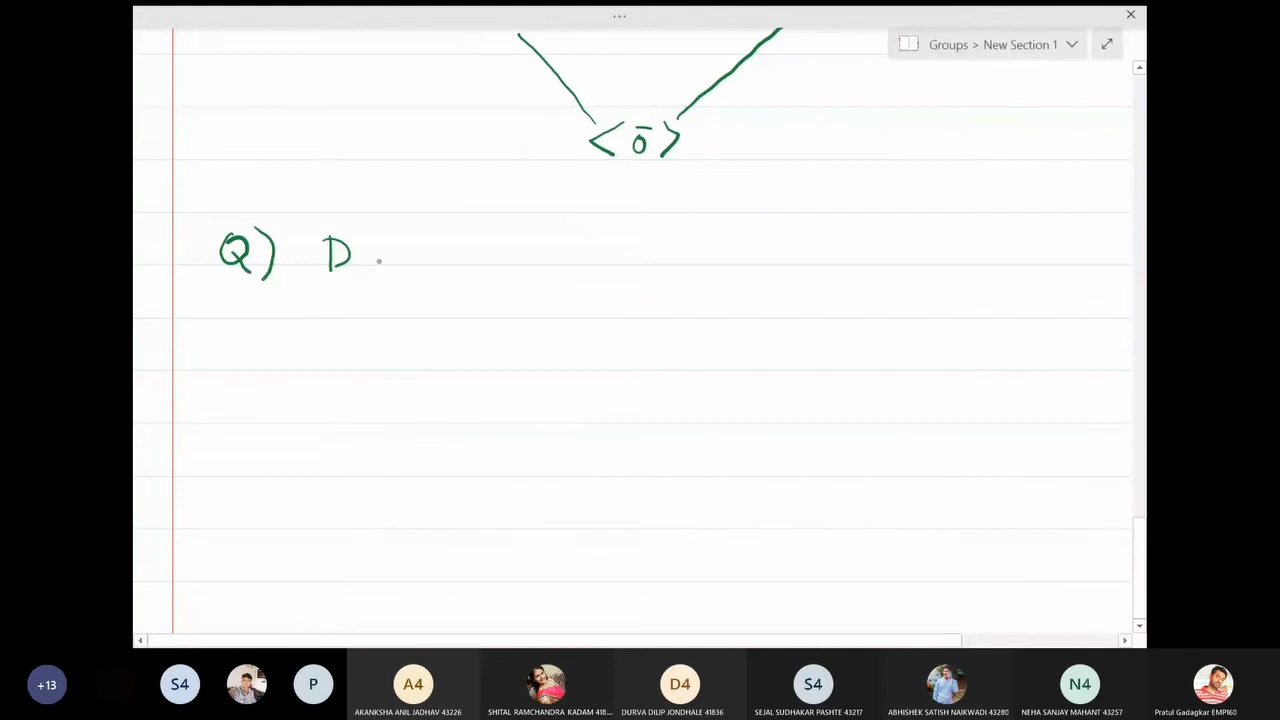 ...
Groups > New Section 1
< ō >
Q) D
+13
S4
P
A4
D4
S4
N4
AKANKSHA ANIL JADHAV 43226
SHITAL RAMCHANDRA KADAM 418...
DURVA DILIP JONDHALE 41836
SEJAL SUDHAKAR PASHTE 43217
ABHISHEK SATISH NAIKWADI 43280
NEHA SANJAY MAHANT 43257
Pratul Gadagkar EMP160